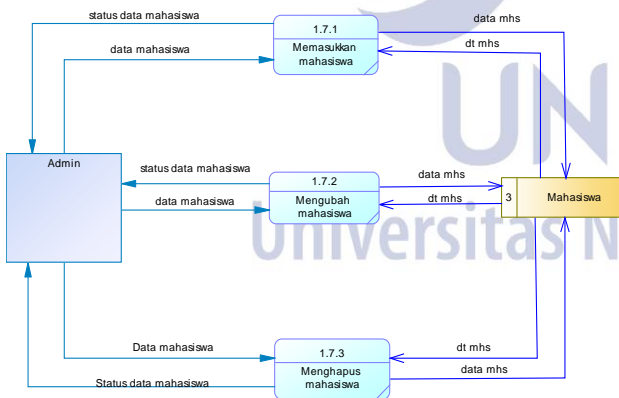 status data mahasiswa
1.7.1
data mhs
Memasukkan
mahasiswa
dt mhs
data mahasiswa
UN
Admin
status data mahasiswa
1.7.2
data mhs
3
Mahasiswa
data mahasiswa
Mengubah
mahasiswa
dt mhs
Universitas N
Data mahasiswa
1.7.3
dt mhs
Menghapus
mahasiswa
data mhs
Status data mahasiswa